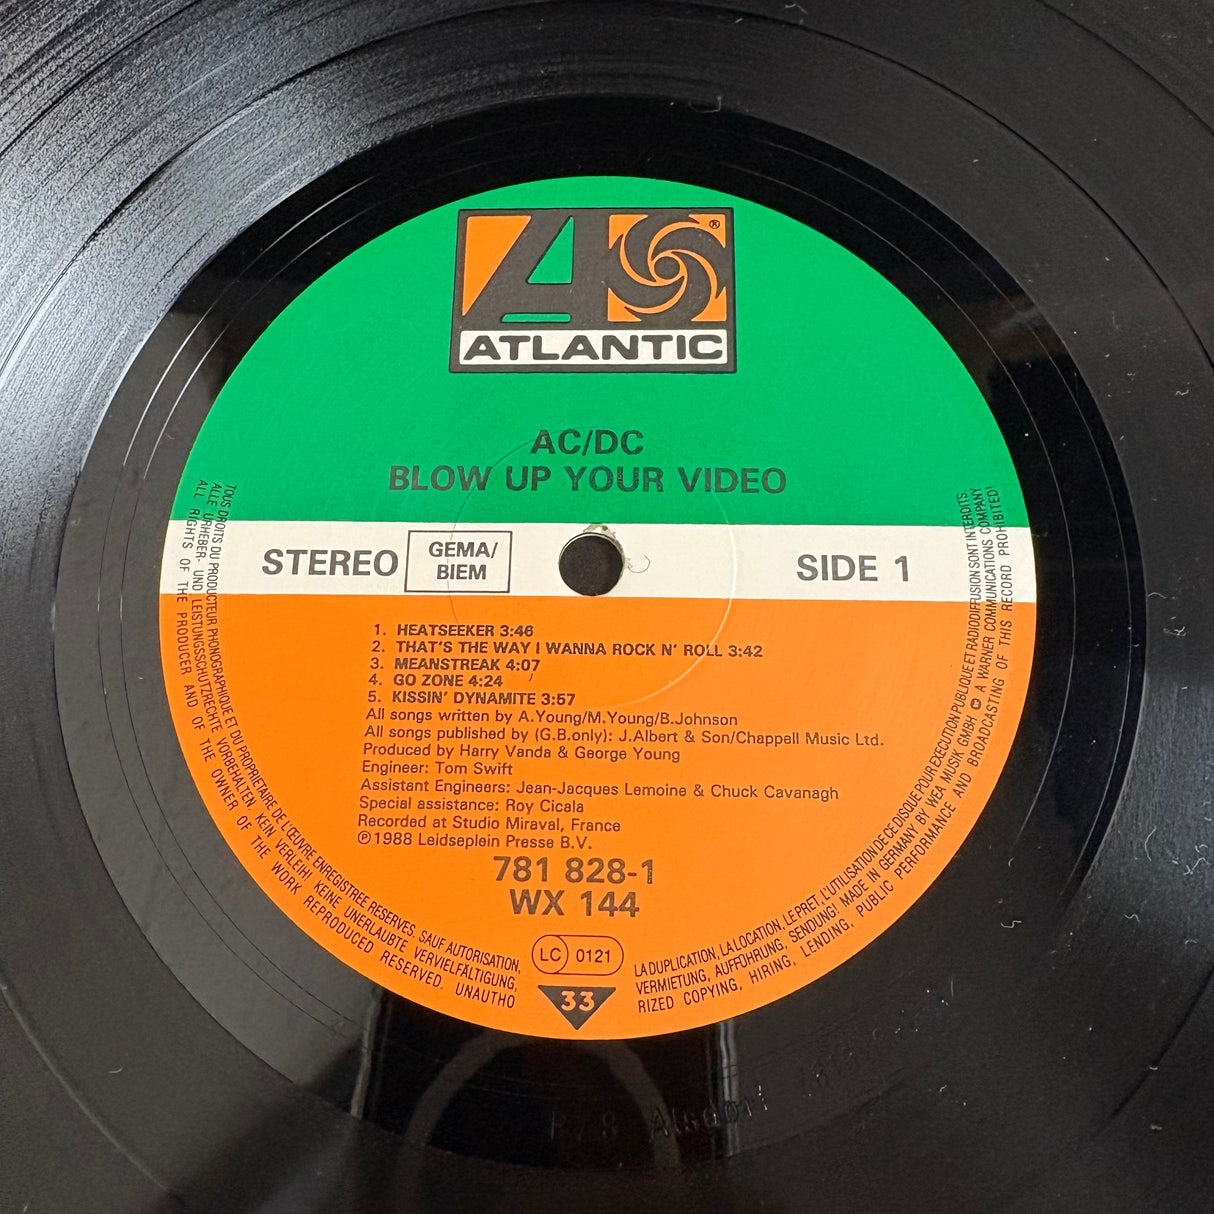 ATLANTIC
®
AC/DC
BLOW UP YOUR VIDEO
STEREO
GEMA/
BIEM
SIDE 1
1. HEATSEEKER 3:46
2. THAT'S THE WAY I WANNA ROCK N' ROLL 3:42
3. MEANSTREAK 4:07
4. GO ZONE 4:24
5. KISSIN' DYNAMITE 3:57
All songs written by A.Young/M.Young/B.Johnson
All songs published by (G.B.only): J.Albert & Son/Chappell Music Ltd.
Produced by Harry Vanda & George Young
Engineer: Tom Swift
Assistant Engineers: Jean-Jacques Lemoine & Chuck Cavanagh
Special assistance: Roy Cicala
Recorded at Studio Miraval, France
℗1988 Leidseplein Presse B.V.
781 828-1
WX 144
LC 0121
33
TOUS DROITS DU PRODUCTEUR PHONOGRAPHIQUE ET DU PROPRIETAIRE DE L'ŒUVRE ENREGISTREE RESERVES. SAUF AUTORISATION, LA DUPLICATION, LA LOCATION, LE PRET, L'UTILISATION DE CE DISQUE POUR EXECUTION PUBLIQUE ET RADIODIFFUSION SONT INTERDITS.
ALLE URHEBER- UND LEISTUNGSSCHUTZRECHTE VORBEHALTEN. KEIN VERLEIH! KEINE UNERLAUBTE VERVIELFÄLTIGUNG, VERMIETUNG, AUFFÜHRUNG, SENDUNG! MADE IN GERMANY BY WEA MUSIK GMBH A WARNER COMMUNICATIONS COMPANY
ALL RIGHTS OF THE PRODUCER AND OF THE OWNER OF THE WORK REPRODUCED RESERVED. UNAUTHORIZED COPYING, HIRING, LENDING, PUBLIC PERFORMANCE AND BROADCASTING OF THIS RECORD PROHIBITED!
Alsdorf